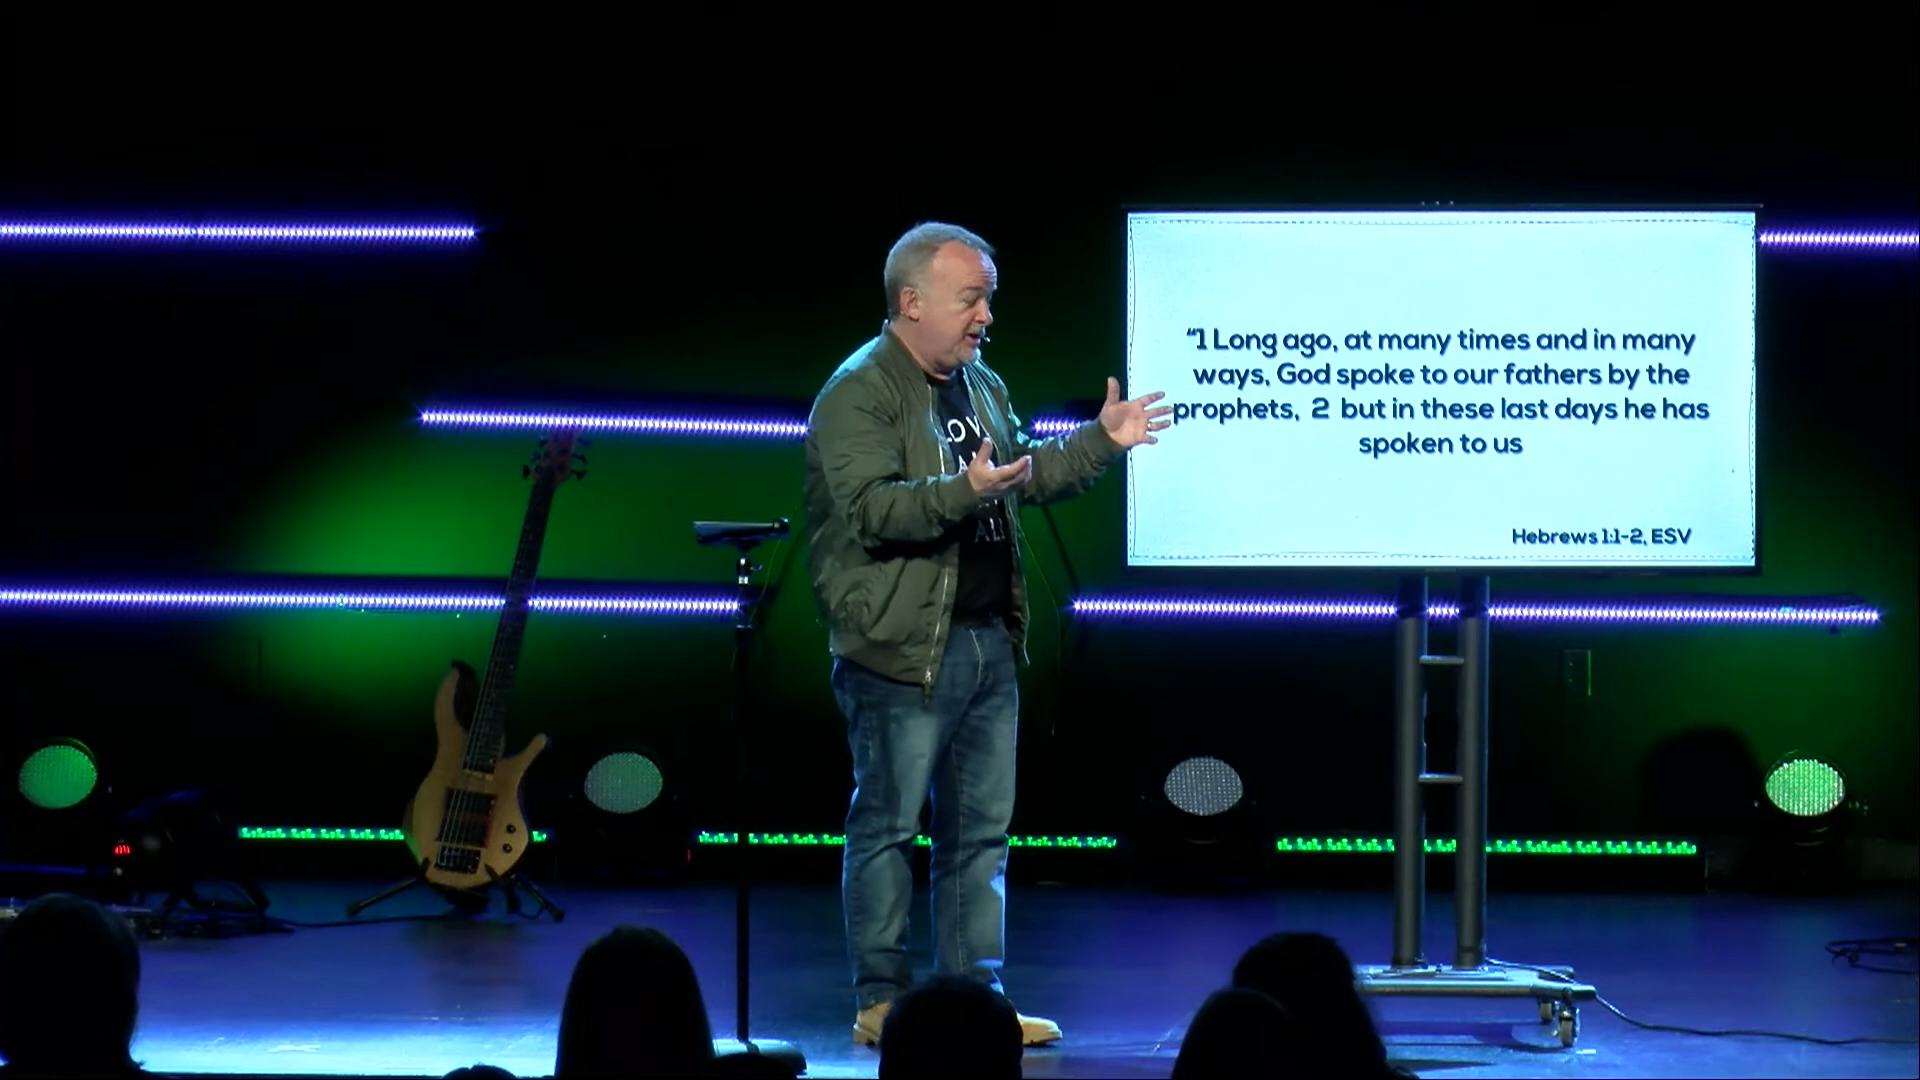 “1 Long ago, at many times and in many
ways, God spoke to our fathers by the
prophets, 2 but in these last days he has
spoken to us
Hebrews 1:1-2, ESV
ALL